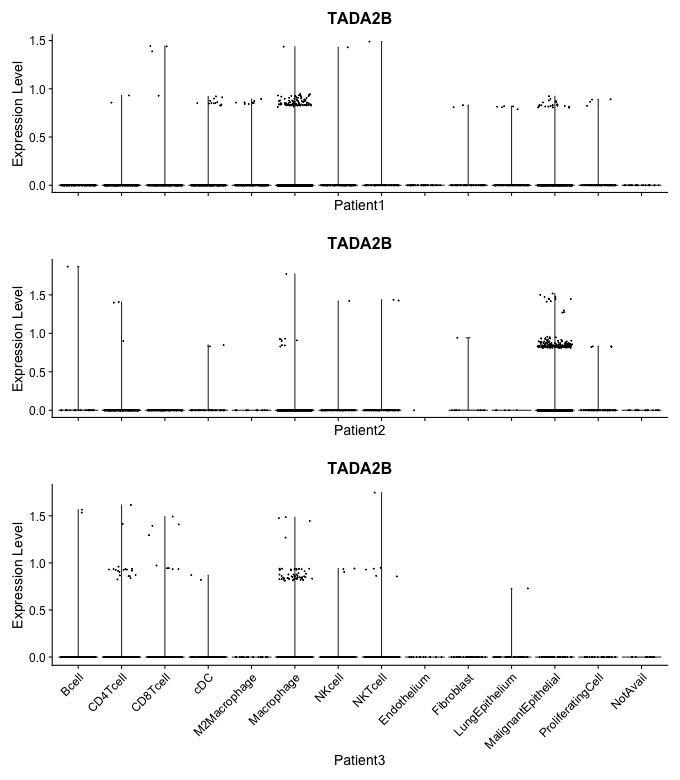 TADA2B
Expression Level
1.5
1.0
0.5
0.0
Patient1
TADA2B
Expression Level
1.5
1.0
0.5
0.0
Patient2
TADA2B
Expression Level
1.5
1.0
0.5
0.0
Bcell
CD4Tcell
CD8Tcell
cDC
M2Macrophage
Macrophage
NKcell
NKTcell
Endothelium
Fibroblast
LungEpithelium
MalignantEpithelial
ProliferatingCell
NotAvail
Patient3